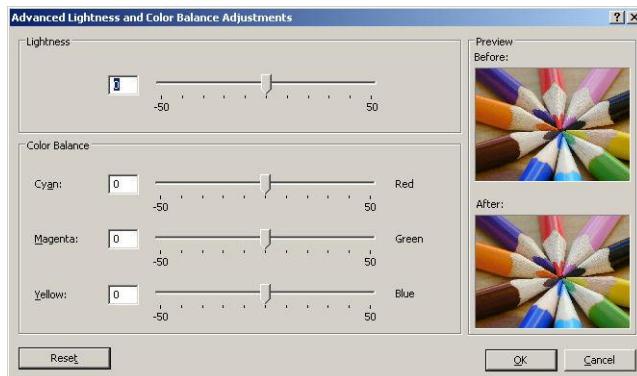 Advanced Lightness and Color Balance Adjustments
Lightness
0
-50 50
Color Balance
Cyan: 0 Red
-50 50
Magenta: 0 Green
-50 50
Yellow: 0 Blue
-50 50
Preview
Before:
After:
Reset
OK Cancel